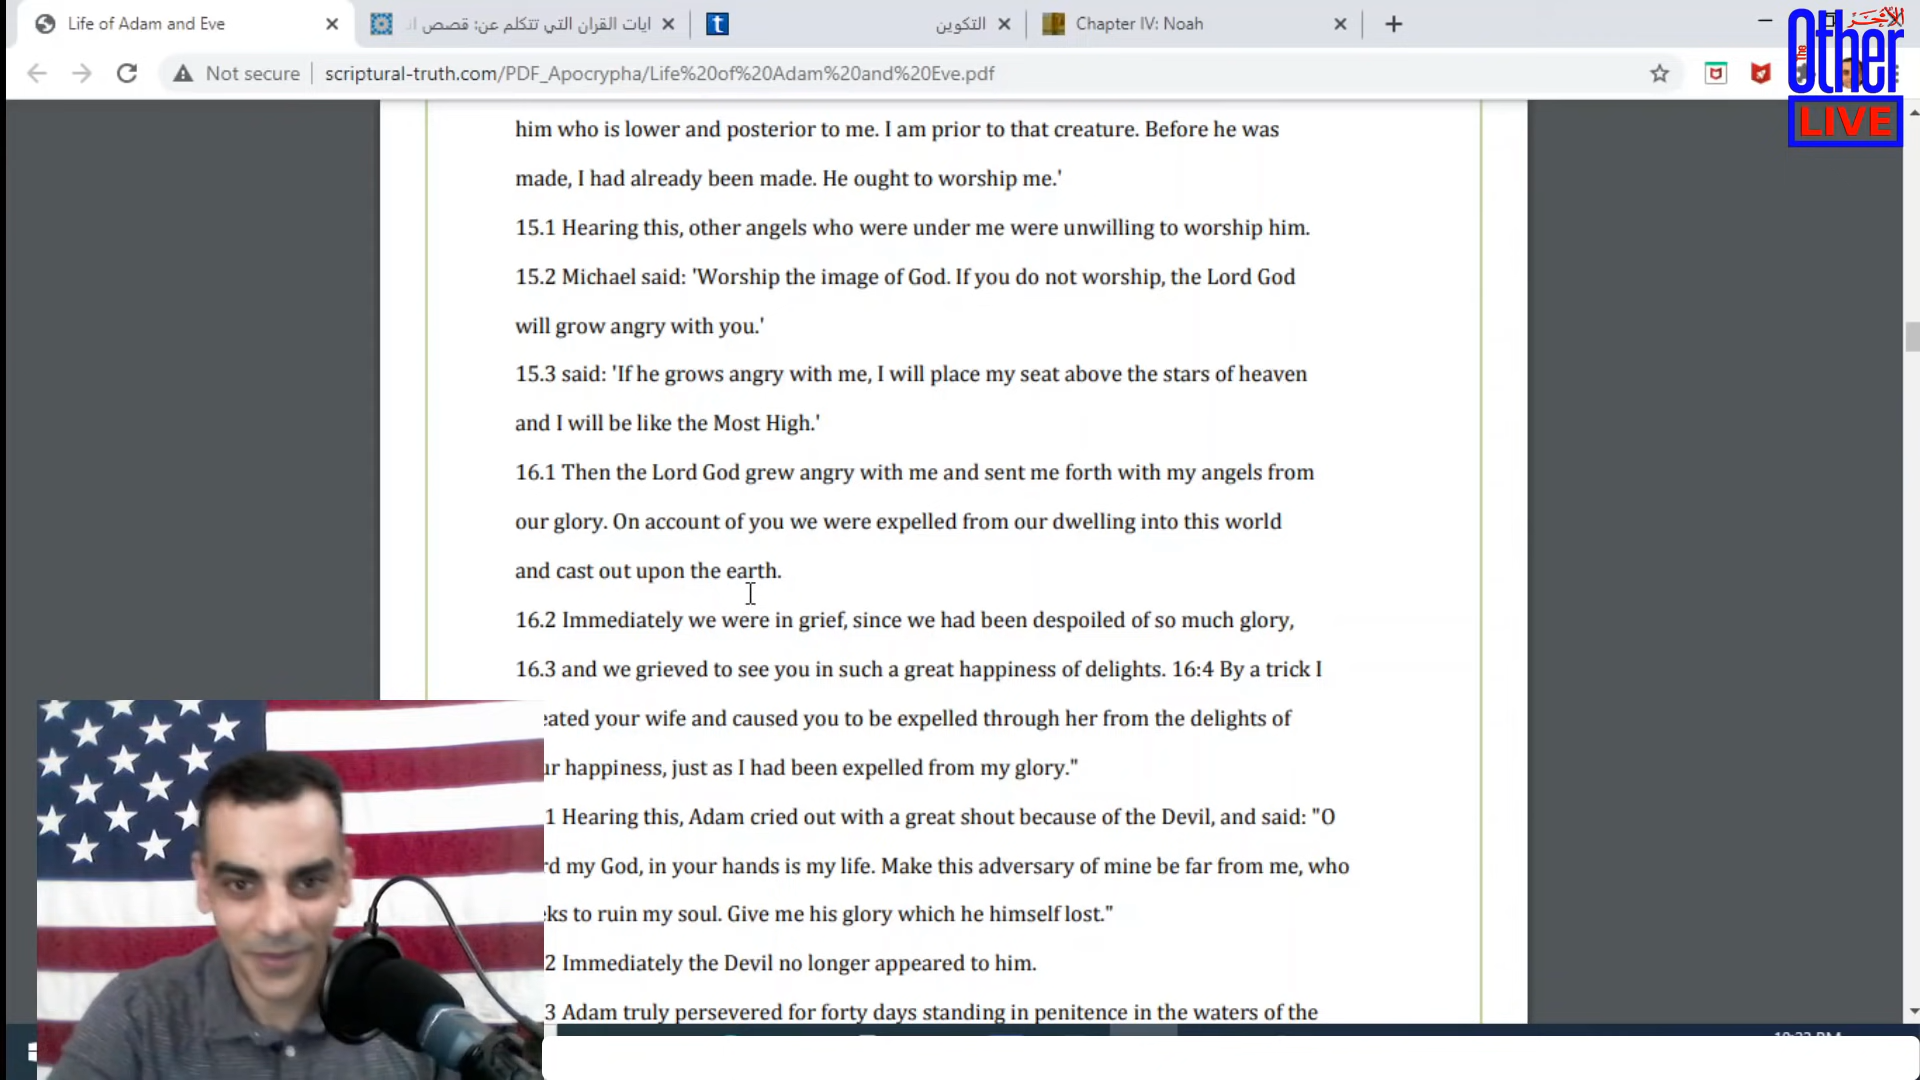 Life of Adam and Eve
ايات القران التي تتكلم عن: قصص
t
التكوين
Chapter IV: Noah
الآخَر
the
Other
LIVE
Not secure
scriptural-truth.com/PDF_Apocrypha/Life%20of%20Adam%20and%20Eve.pdf
him who is lower and posterior to me. I am prior to that creature. Before he was
made, I had already been made. He ought to worship me.'
15.1 Hearing this, other angels who were under me were unwilling to worship him.
15.2 Michael said: 'Worship the image of God. If you do not worship, the Lord God
will grow angry with you.'
15.3 said: 'If he grows angry with me, I will place my seat above the stars of heaven
and I will be like the Most High.'
16.1 Then the Lord God grew angry with me and sent me forth with my angels from
our glory. On account of you we were expelled from our dwelling into this world
and cast out upon the earth.
16.2 Immediately we were in grief, since we had been despoiled of so much glory,
16.3 and we grieved to see you in such a great happiness of delights. 16:4 By a trick I
eated your wife and caused you to be expelled through her from the delights of
ur happiness, just as I had been expelled from my glory."
1 Hearing this, Adam cried out with a great shout because of the Devil, and said: "O
rd my God, in your hands is my life. Make this adversary of mine be far from me, who
ks to ruin my soul. Give me his glory which he himself lost."
2 Immediately the Devil no longer appeared to him.
3 Adam truly persevered for forty days standing in penitence in the waters of the